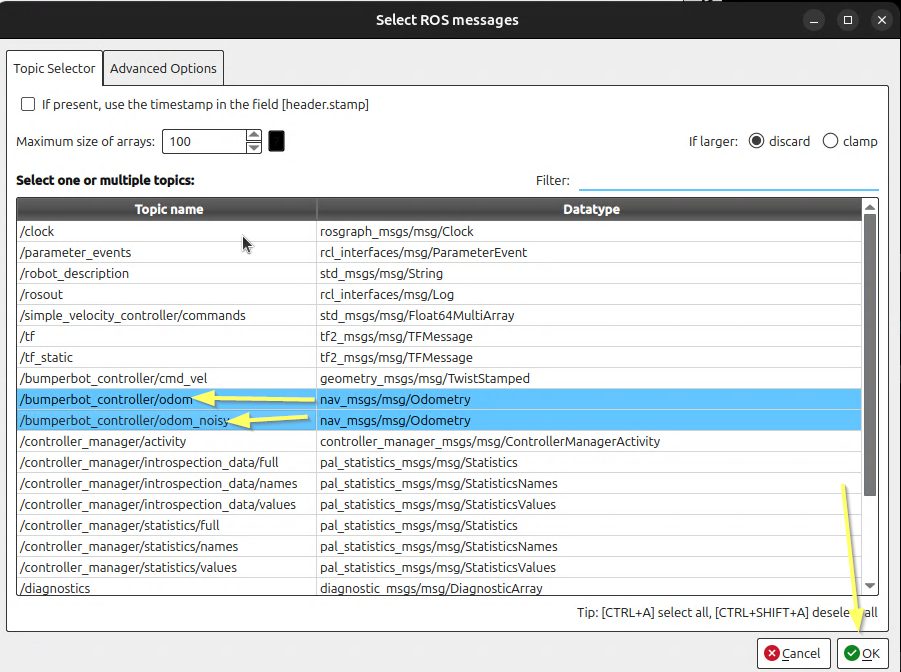 Select ROS messages
Topic Selector Advanced Options
If present, use the timestamp in the field [header.stamp]
Maximum size of arrays: 100 If larger: discard clamp
Select one or multiple topics: Filter:
Topic name Datatype
/clock rosgraph_msgs/msg/Clock
/parameter_events rcl_interfaces/msg/ParameterEvent
/robot_description std_msgs/msg/String
/rosout rcl_interfaces/msg/Log
/simple_velocity_controller/commands std_msgs/msg/Float64MultiArray
/tf tf2_msgs/msg/TFMessage
/tf_static tf2_msgs/msg/TFMessage
/bumperbot_controller/cmd_vel geometry_msgs/msg/TwistStamped
/bumperbot_controller/odom nav_msgs/msg/Odometry
/bumperbot_controller/odom_noisy nav_msgs/msg/Odometry
/controller_manager/activity controller_manager_msgs/msg/ControllerManagerActivity
/controller_manager/introspection_data/full pal_statistics_msgs/msg/Statistics
/controller_manager/introspection_data/names pal_statistics_msgs/msg/StatisticsNames
/controller_manager/introspection_data/values pal_statistics_msgs/msg/StatisticsValues
/controller_manager/statistics/full pal_statistics_msgs/msg/Statistics
/controller_manager/statistics/names pal_statistics_msgs/msg/StatisticsNames
/controller_manager/statistics/values pal_statistics_msgs/msg/StatisticsValues
/diagnostics diagnostic_msgs/msg/DiagnosticArray
Tip: [CTRL+A] select all, [CTRL+SHIFT+A] deselect all
Cancel OK